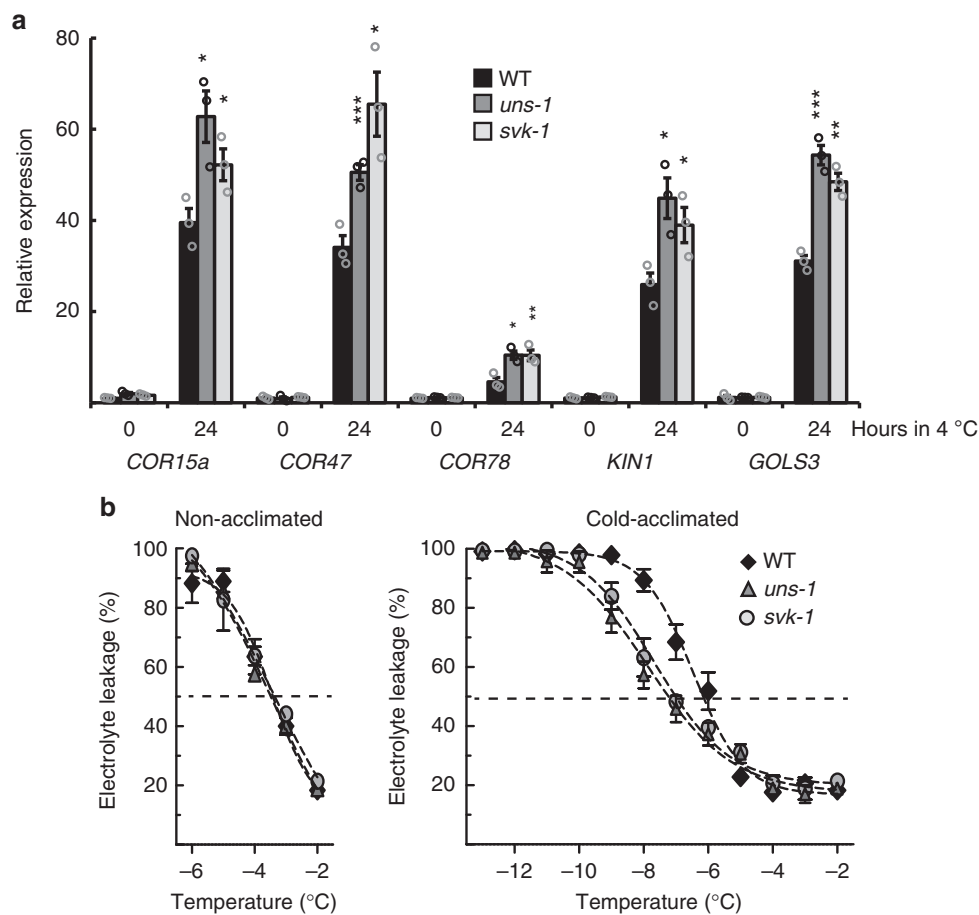 a
80
60
40
20
Relative expression
WT
uns-1
svk-1
*
*
***
*
*
**
*
*
***
**
0 24 0 24 0 24 0 24 0 24 Hours in 4 °C
COR15a COR47 COR78 KIN1 GOLS3
b
Non-acclimated
100
80
60
40
20
Electrolyte leakage (%)
–6 –4 –2
Temperature (°C)
Cold-acclimated
100
80
60
40
20
Electrolyte leakage (%)
WT
uns-1
svk-1
–12 –10 –8 –6 –4 –2
Temperature (°C)